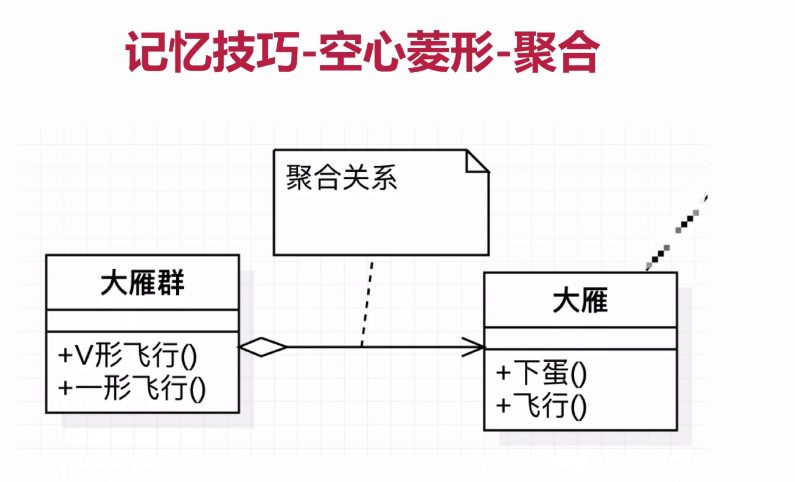 记忆技巧-空心菱形-聚合
聚合关系
大雁群
+V形飞行()
+一形飞行()
大雁
+下蛋()
+飞行()